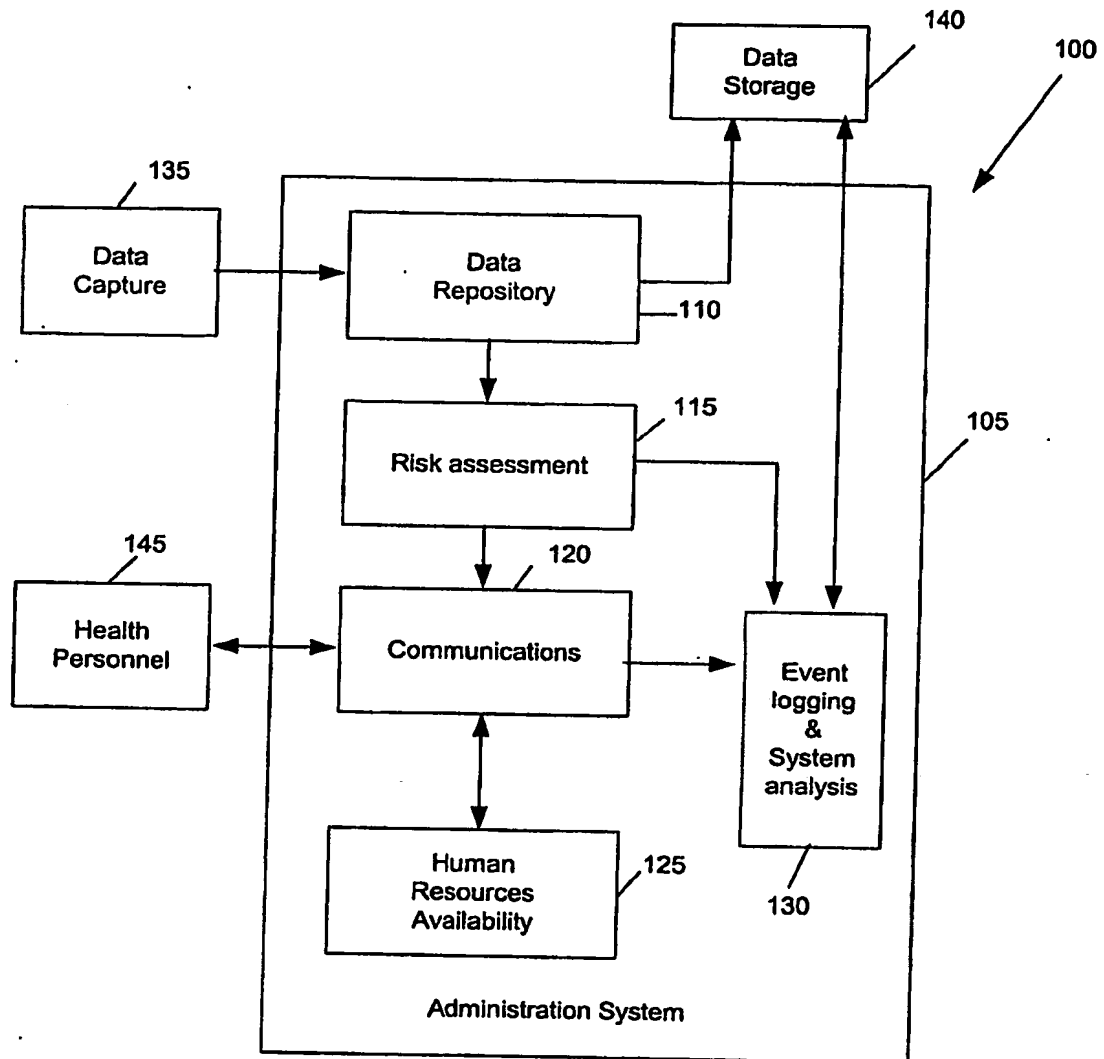 140
Data
Storage
100
135
Data
Capture
Data
Repository
110
115
Risk assessment
105
145
120
Health
Personnel
Communications
Event
logging
&
System
analysis
Human
Resources
Availability
125
130
Administration System